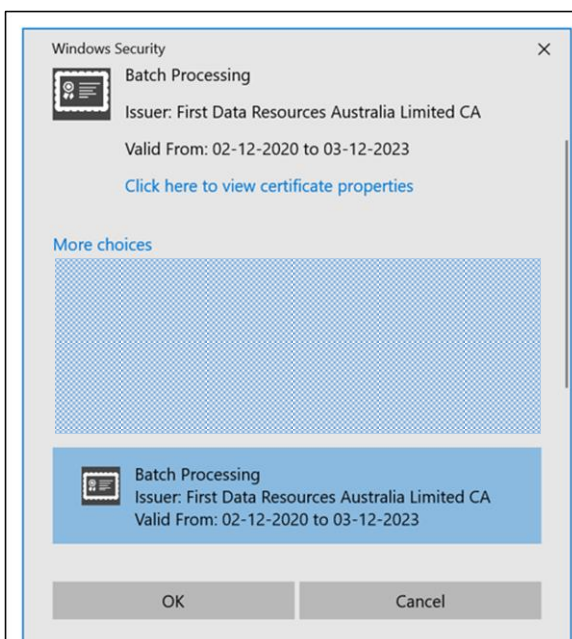 Windows Security
Batch Processing
Issuer: First Data Resources Australia Limited CA
Valid From: 02-12-2020 to 03-12-2023
Click here to view certificate properties
More choices
Batch Processing
Issuer: First Data Resources Australia Limited CA
Valid From: 02-12-2020 to 03-12-2023
OK
Cancel